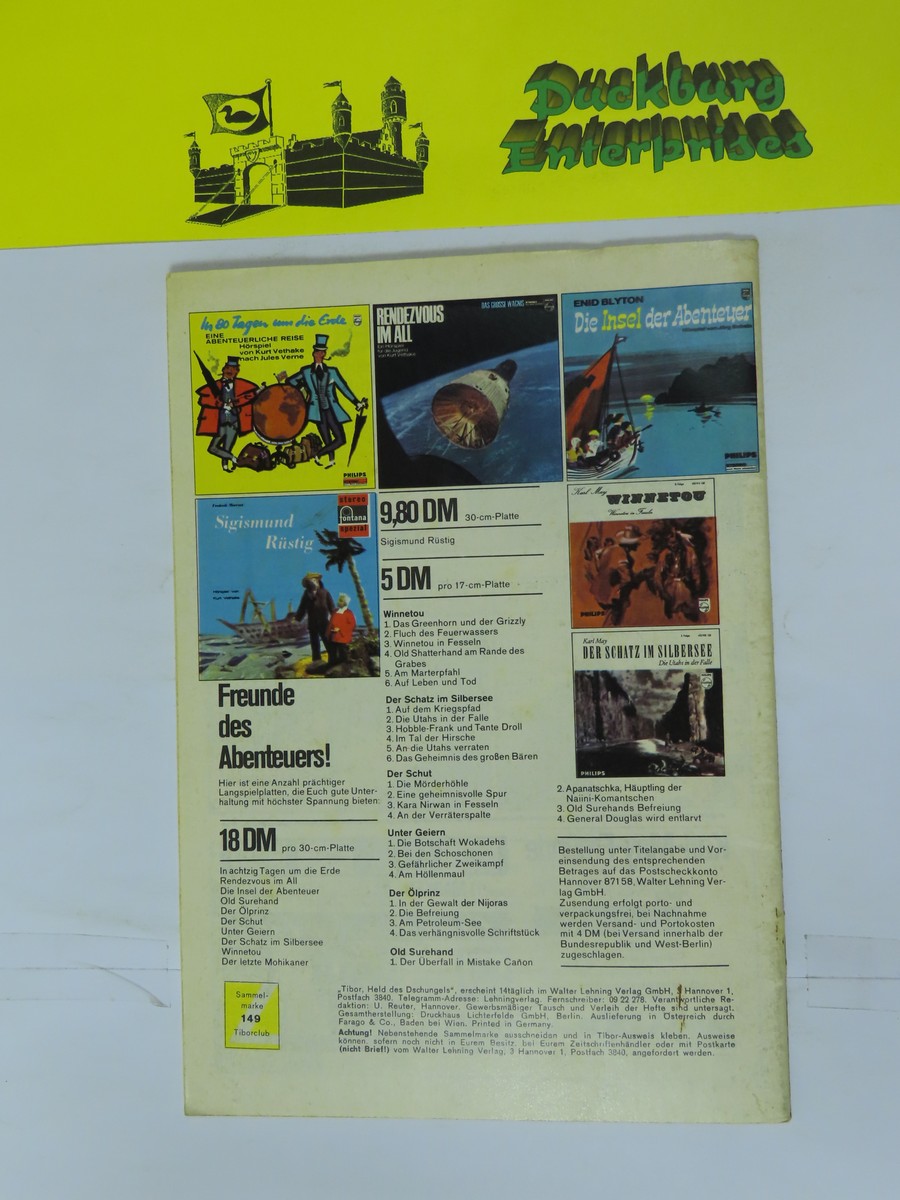 Duckburg
Enterprises
In 80 Tagen um die Erde
EINE
ABENTEUERLICHE REISE
Hörspiel
von Kurt Vethake
nach Jules Verne
PHILIPS
RENDEZVOUS
IM ALL
DAS GROSSE WAGNIS
Ein Hörspiel
für die Jugend
von Kurt Vethake
ENID BLYTON
Die Insel der Abenteuer
PHILIPS
Sigismund
Rüstig
Hörspiel von
Kurt Vethake
stereo
fontana
special
Karl May
WINNETOU
Winnetou in Fesseln
PHILIPS
Karl May
DER SCHATZ IM SILBERSEE
Die Utahs in der Falle
PHILIPS
Freunde
des
Abenteuers!
Hier ist eine Anzahl prächtiger
Langspielplatten, die Euch gute Unter-
haltung mit höchster Spannung bieten:
18 DM pro 30-cm-Platte
In achtzig Tagen um die Erde
Rendezvous im All
Die Insel der Abenteuer
Old Surehand
Der Ölprinz
Der Schut
Unter Geiern
Der Schatz im Silbersee
Winnetou
Der letzte Mohikaner
9,80 DM 30-cm-Platte
Sigismund Rüstig
5 DM pro 17-cm-Platte
Winnetou
1. Das Greenhorn und der Grizzly
2. Fluch des Feuerwassers
3. Winnetou in Fesseln
4. Old Shatterhand am Rande des
Grabes
5. Am Marterpfahl
6. Auf Leben und Tod
Der Schatz im Silbersee
1. Auf dem Kriegspfad
2. Die Utahs in der Falle
3. Hobble-Frank und Tante Droll
4. Im Tal der Hirsche
5. An die Utahs verraten
6. Das Geheimnis des großen Bären
Der Schut
1. Die Mörderhöhle
2. Eine geheimnisvolle Spur
3. Kara Nirwan in Fesseln
4. An der Verräterspalte
Unter Geiern
1. Die Botschaft Wokadehs
2. Bei den Schoschonen
3. Gefährlicher Zweikampf
4. Am Höllenmaul
Der Ölprinz
1. In der Gewalt der Nijoras
2. Die Befreiung
3. Am Petroleum-See
4. Das verhängnisvolle Schriftstück
Old Surehand
1. Der Überfall in Mistake Cañon
2. Apanatschka, Häuptling der
Naiini-Komantschen
3. Old Surehands Befreiung
4. General Douglas wird entlarvt
Bestellung unter Titelangabe und Vor-
einsendung des entsprechenden
Betrages auf das Postscheckkonto
Hannover 87158, Walter Lehning Ver-
lag GmbH.
Zusendung erfolgt porto- und
verpackungsfrei, bei Nachnahme
werden Versand- und Portokosten
mit 4 DM (bei Versand innerhalb der
Bundesrepublik und West-Berlin)
zugeschlagen.
Sammel-
marke
149
Tiborclub
„Tibor, Held des Dschungels", erscheint 14täglich im Walter Lehning Verlag GmbH, 3 Hannover 1,
Postfach 3840. Telegramm-Adresse: Lehningverlag. Fernschreiber: 09 22 278. Verantwortliche Re-
daktion: U. Reuter, Hannover. Gewerbsmäßiger Tausch und Verleih der Hefte sind untersagt.
Gesamtherstellung: Druckhaus Lichterfelde GmbH, Berlin. Auslieferung in Österreich durch
Farago & Co., Baden bei Wien. Printed in Germany.
Achtung! Nebenstehende Sammelmarke ausschneiden und in Tibor-Ausweis kleben. Ausweise
können, sofern noch nicht in Eurem Besitz, bei Eurem Zeitschriftenhändler oder mit Postkarte
(nicht Brief!) vom Walter Lehning Verlag, 3 Hannover 1, Postfach 3840, angefordert werden.